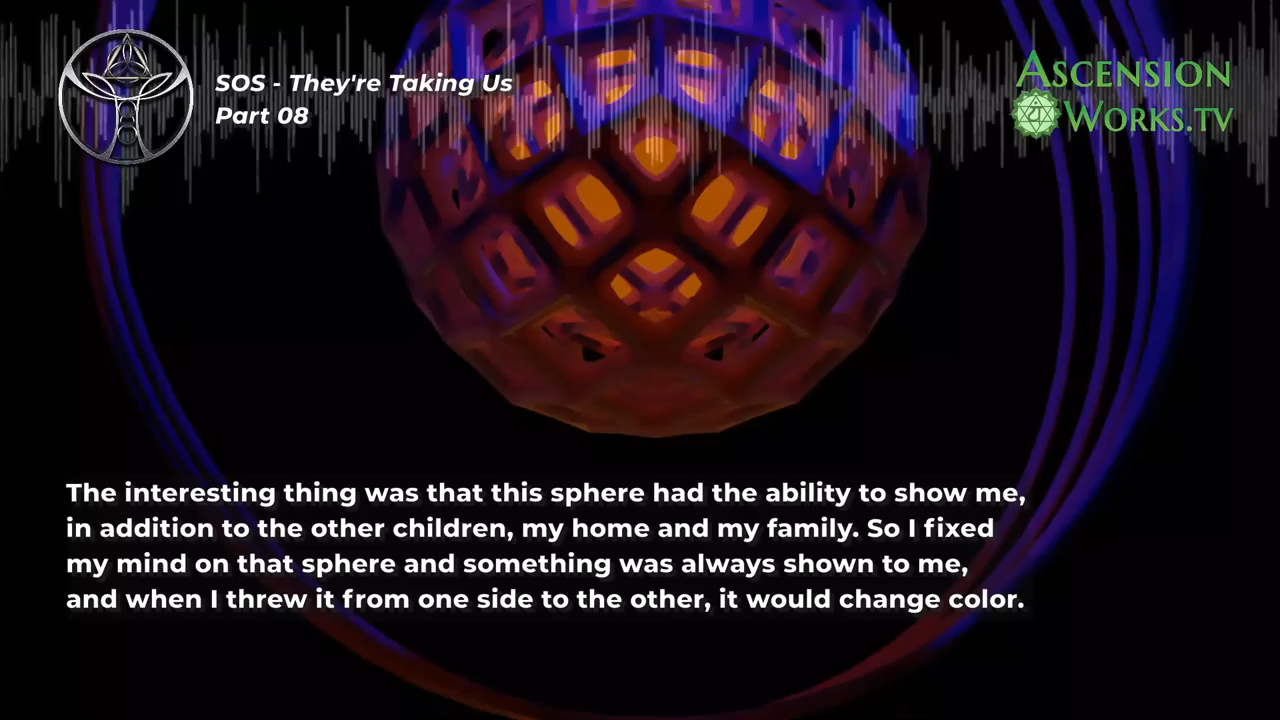 SOS - They're Taking Us
Part 08
ASCENSION
WORKS.TV
The interesting thing was that this sphere had the ability to show me,
in addition to the other children, my home and my family. So I fixed
my mind on that sphere and something was always shown to me,
and when I threw it from one side to the other, it would change color.